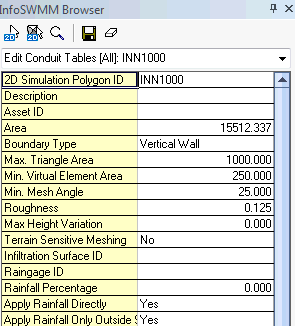 InfoSWMM Browser
2D
2D
Edit Conduit Tables [All]: INN1000
2D Simulation Polygon ID INN1000
Description
Asset ID
Area 15512.337
Boundary Type Vertical Wall
Max. Triangle Area 1000.000
Min. Virtual Element Area 250.000
Min. Mesh Angle 25.000
Roughness 0.125
Max Height Variation 0.000
Terrain Sensitive Meshing No
Infiltration Surface ID
Raingage ID
Rainfall Percentage 0.000
Apply Rainfall Directly Yes
Apply Rainfall Only Outside Yes